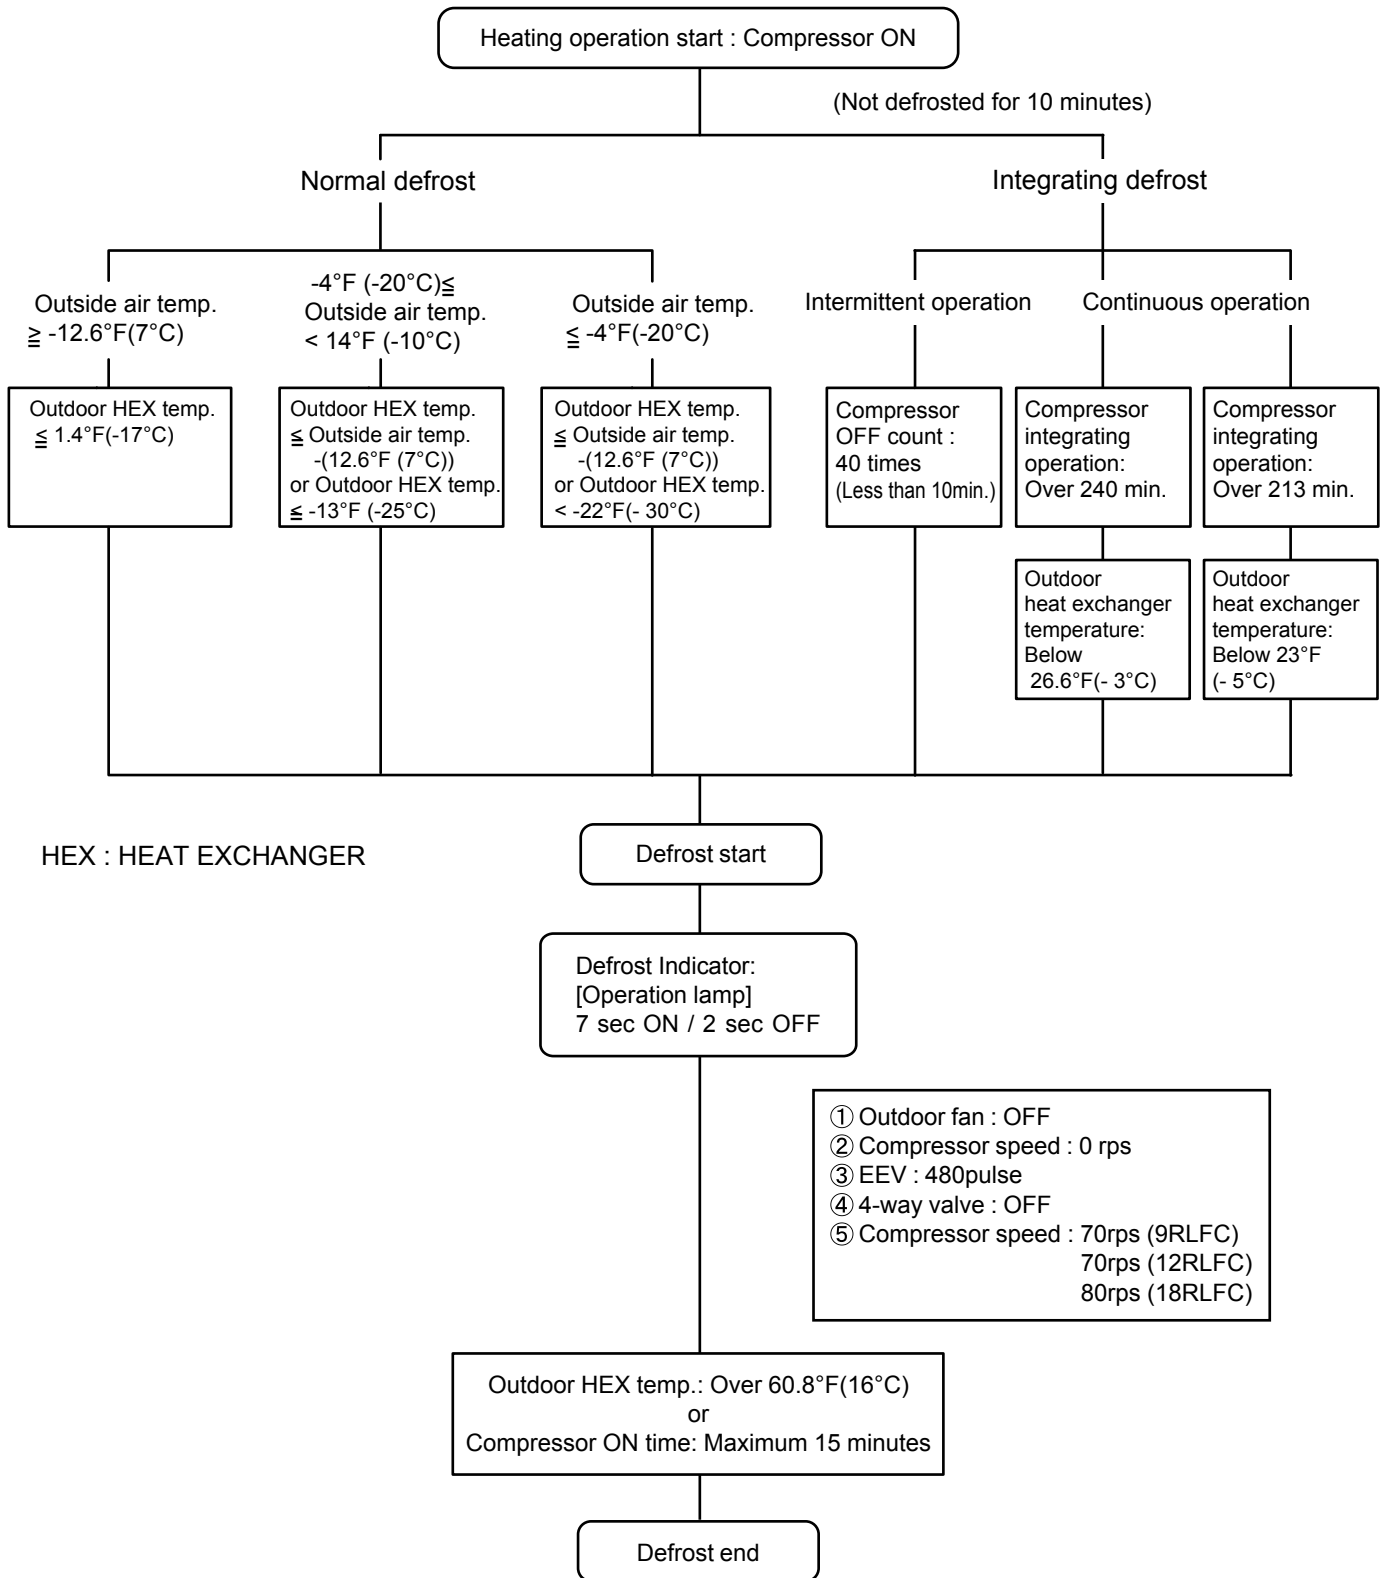 Heating operation start : Compressor ON
(Not defrosted for 10 minutes)
Normal defrost
Integrating defrost
Outside air temp.
≦ -12.6°F(7°C)
-4°F (-20°C)≦
Outside air temp.
< 14°F (-10°C)
Outside air temp.
≦ -4°F(-20°C)
Intermittent operation
Continuous operation
Outdoor HEX temp.
≦ 1.4°F(-17°C)
Outdoor HEX temp.
≦ Outside air temp.
-(12.6°F (7°C))
or Outdoor HEX temp.
≦ -13°F (-25°C)
Outdoor HEX temp.
≦ Outside air temp.
-(12.6°F (7°C))
or Outdoor HEX temp.
< -22°F(- 30°C)
Compressor
OFF count :
40 times
(Less than 10min.)
Compressor
integrating
operation:
Over 240 min.
Compressor
integrating
operation:
Over 213 min.
Outdoor
heat exchanger
temperature:
Below
26.6°F(- 3°C)
Outdoor
heat exchanger
temperature:
Below 23°F
(- 5°C)
HEX : HEAT EXCHANGER
Defrost start
Defrost Indicator:
[Operation lamp]
7 sec ON / 2 sec OFF
① Outdoor fan : OFF
② Compressor speed : 0 rps
③ EEV : 480pulse
④ 4-way valve : OFF
⑤ Compressor speed : 70rps (9RLFC)
70rps (12RLFC)
80rps (18RLFC)
Outdoor HEX temp.: Over 60.8°F(16°C)
or
Compressor ON time: Maximum 15 minutes
Defrost end